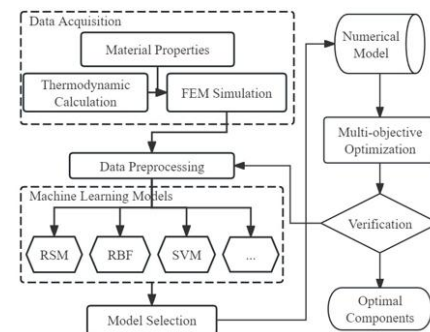 Data Acquisition
Material Properties
Thermodynamic
Calculation
FEM Simulation
Data Preprocessing
Machine Learning Models
RSM
RBF
SVM
...
Model Selection
Numerical
Model
Multi-objective
Optimization
Verification
Optimal
Components